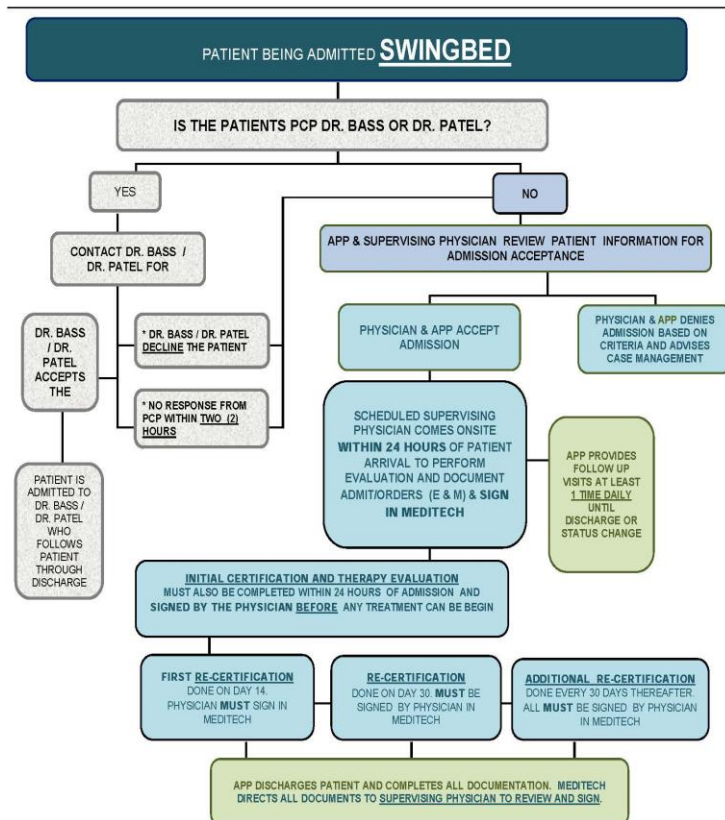 PATIENT BEING ADMITTED SWINGBED
IS THE PATIENTS PCP DR. BASS OR DR. PATEL?
YES
NO
CONTACT DR. BASS /
DR. PATEL FOR
APP & SUPERVISING PHYSICIAN REVIEW PATIENT INFORMATION FOR
ADMISSION ACCEPTANCE
DR. BASS
/ DR.
PATEL
ACCEPTS
THE
* DR. BASS / DR. PATEL
DECLINE THE PATIENT
* NO RESPONSE FROM
PCP WITHIN TWO (2)
HOURS
PHYSICIAN & APP ACCEPT
ADMISSION
PHYSICIAN & APP DENIES
ADMISSION BASED ON
CRITERIA AND ADVISES
CASE MANAGEMENT
PATIENT IS
ADMITTED TO
DR. BASS /
DR. PATEL
WHO
FOLLOWS
PATIENT
THROUGH
DISCHARGE
SCHEDULED SUPERVISING
PHYSICIAN COMES ONSITE
WITHIN 24 HOURS OF PATIENT
ARRIVAL TO PERFORM
EVALUATION AND DOCUMENT
ADMIT/ORDERS (E & M) & SIGN
IN MEDITECH
APP PROVIDES
FOLLOW UP
VISITS AT LEAST
1 TIME DAILY
UNTIL
DISCHARGE OR
STATUS CHANGE
INITIAL CERTIFICATION AND THERAPY EVALUATION
MUST ALSO BE COMPLETED WITHIN 24 HOURS OF ADMISSION AND
SIGNED BY THE PHYSICIAN BEFORE ANY TREATMENT CAN BE BEGIN
FIRST RE-CERTIFICATION
DONE ON DAY 14.
PHYSICIAN MUST SIGN IN
MEDITECH
RE-CERTIFICATION
DONE ON DAY 30. MUST BE
SIGNED BY PHYSICIAN IN
MEDITECH
ADDITIONAL RE-CERTIFICATION
DONE EVERY 30 DAYS THEREAFTER.
ALL MUST BE SIGNED BY PHYSICIAN
IN MEDITECH
APP DISCHARGES PATIENT AND COMPLETES ALL DOCUMENTATION. MEDITECH
DIRECTS ALL DOCUMENTS TO SUPERVISING PHYSICIAN TO REVIEW AND SIGN.